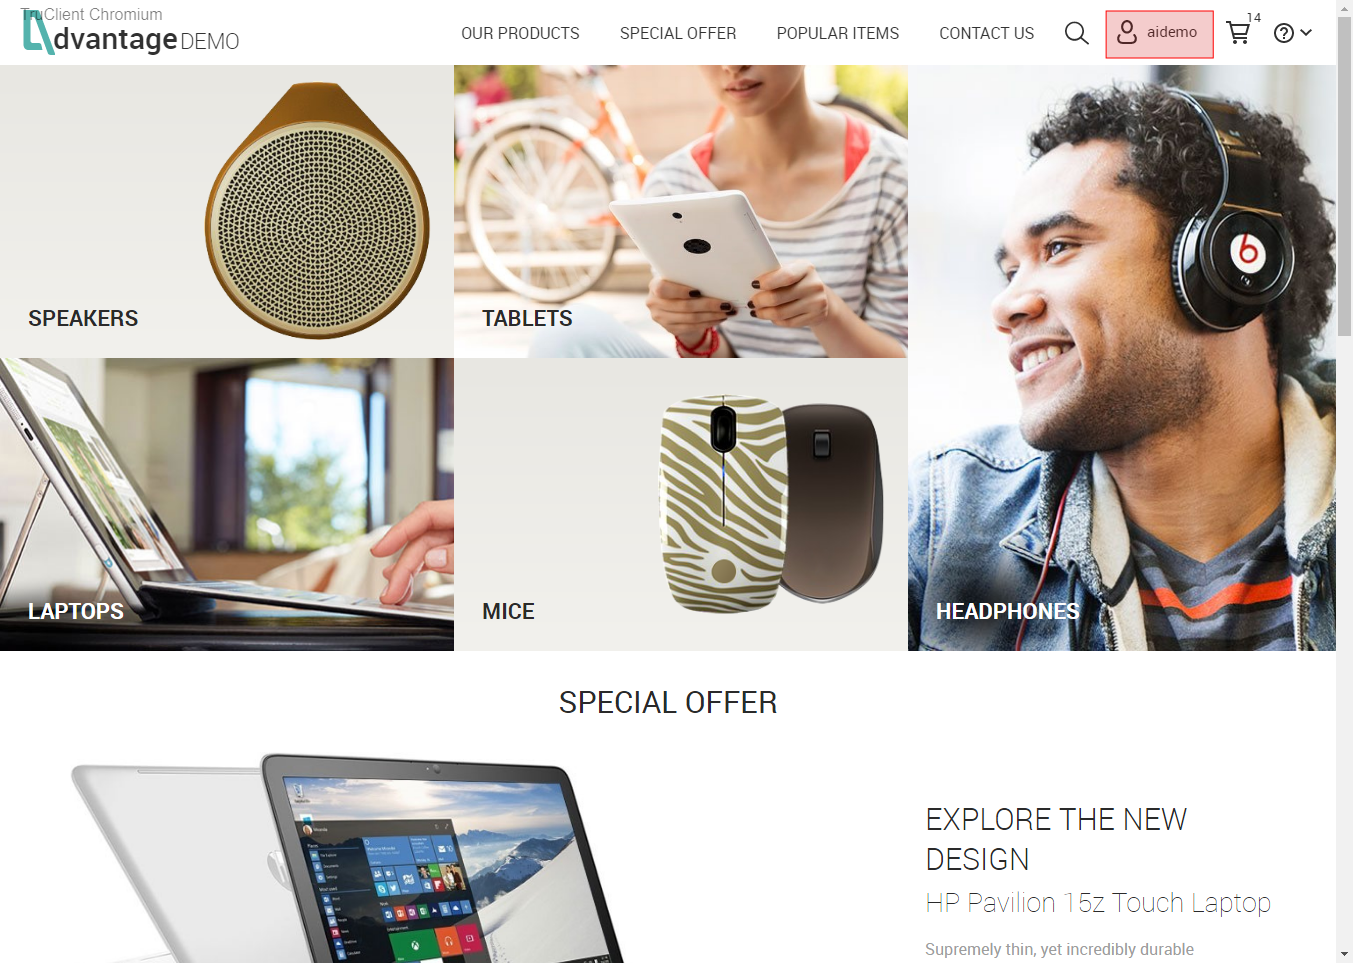 TruClient Chromium
dvantage DEMO
OUR PRODUCTS
SPECIAL OFFER
POPULAR ITEMS
CONTACT US
aidemo
14
SPEAKERS
TABLETS
LAPTOPS
MICE
HEADPHONES
SPECIAL OFFER
EXPLORE THE NEW
DESIGN
HP Pavilion 15z Touch Laptop
Supremely thin, yet incredibly durable